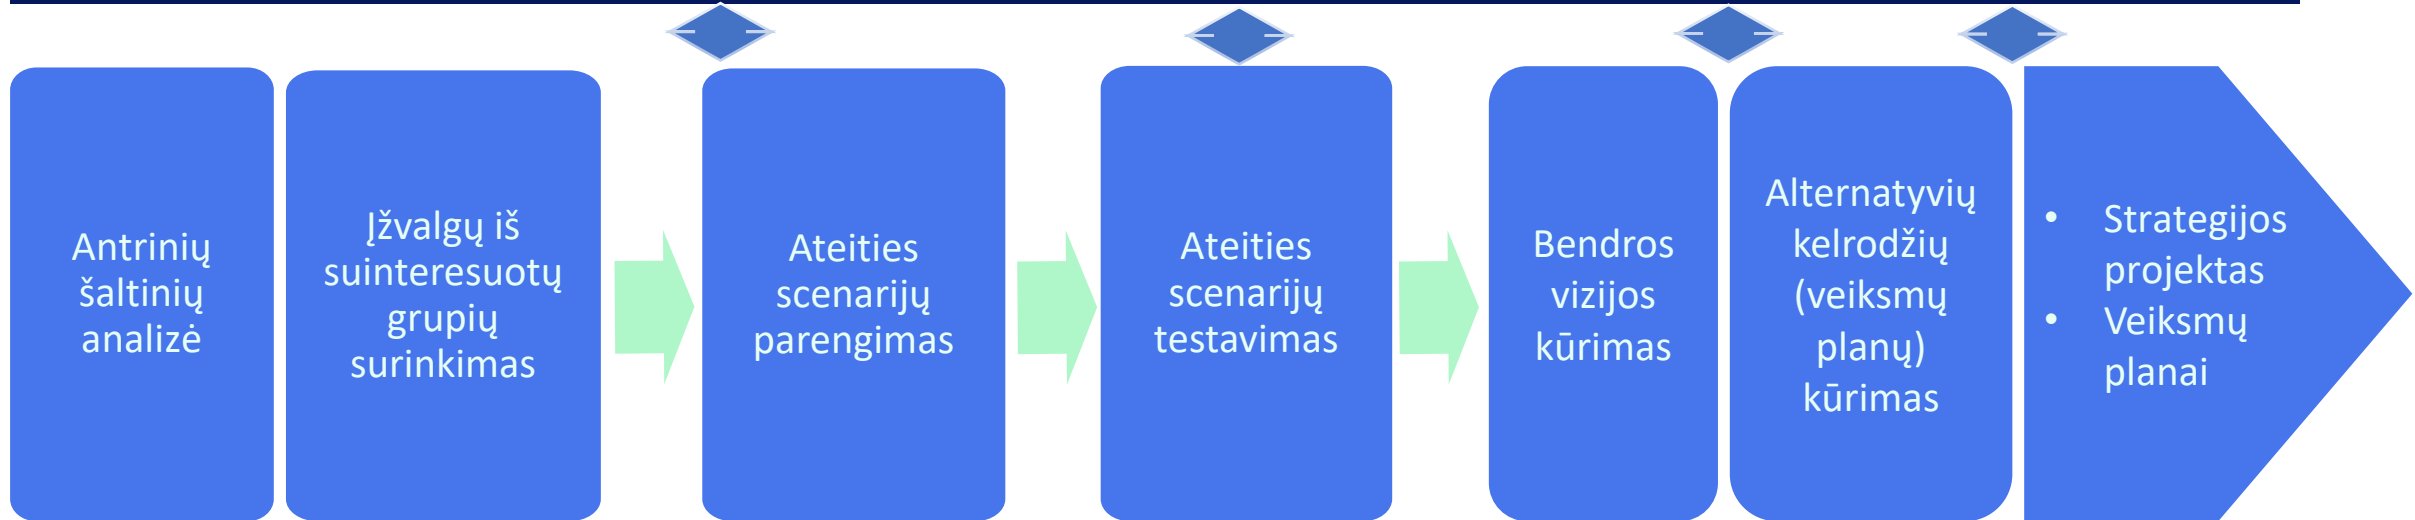 Antrinių
šaltinių
analizė
Įžvalgų iš
suinteresuotų
grupių
surinkimas
Ateities
scenarijų
parengimas
Ateities
scenarijų
testavimas
Bendros
vizijos
kūrimas
Alternatyvių
kelrodžių
(veiksmų
planų)
kūrimas
• Strategijos
projektas
• Veiksmų
planai